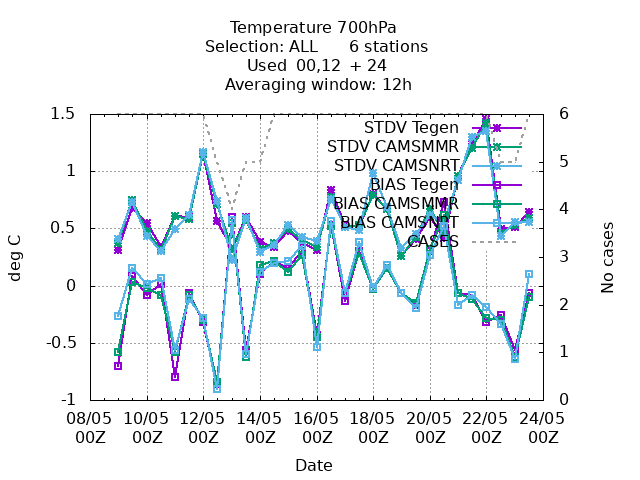 Temperature 700hPa
Selection: ALL 6 stations
Used 00,12 + 24
Averaging window: 12h
1.5
1
0.5
0
-0.5
-1
6
5
4
3
2
1
0
deg C
No cases
STDV Tegen
STDV CAMSMMR
STDV CAMSNRT
BIAS Tegen
BIAS CAMSMMR
BIAS CAMSNRT
CASES
08/05 10/05 12/05 14/05 16/05 18/05 20/05 22/05 24/05
00Z 00Z 00Z 00Z 00Z 00Z 00Z 00Z 00Z
Date